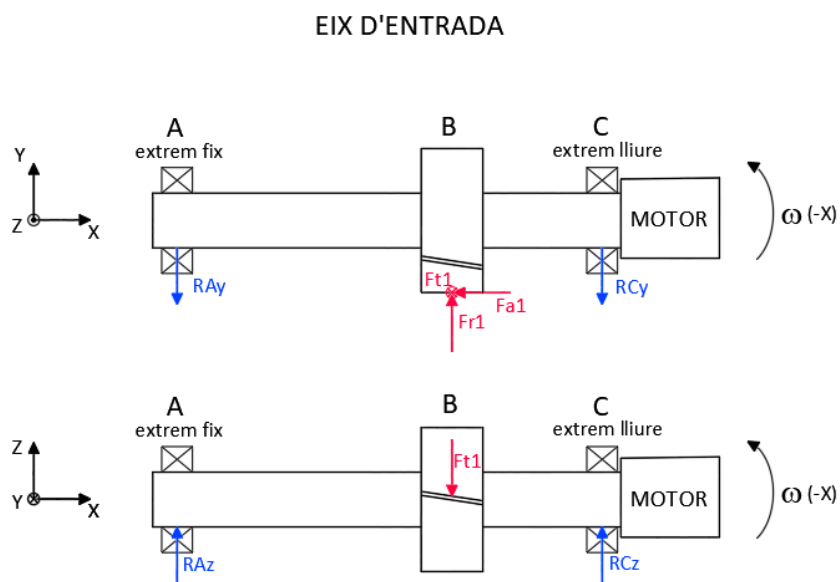 EIX D'ENTRADA
A
extrem fix
B
C
extrem lliure
Y
Z
X
MOTOR
ω (-X)
RAy
Ft1
Fa1
Fr1
RCy
A
extrem fix
B
C
extrem lliure
Z
Y
X
Ft1
MOTOR
ω (-X)
RAz
RCz